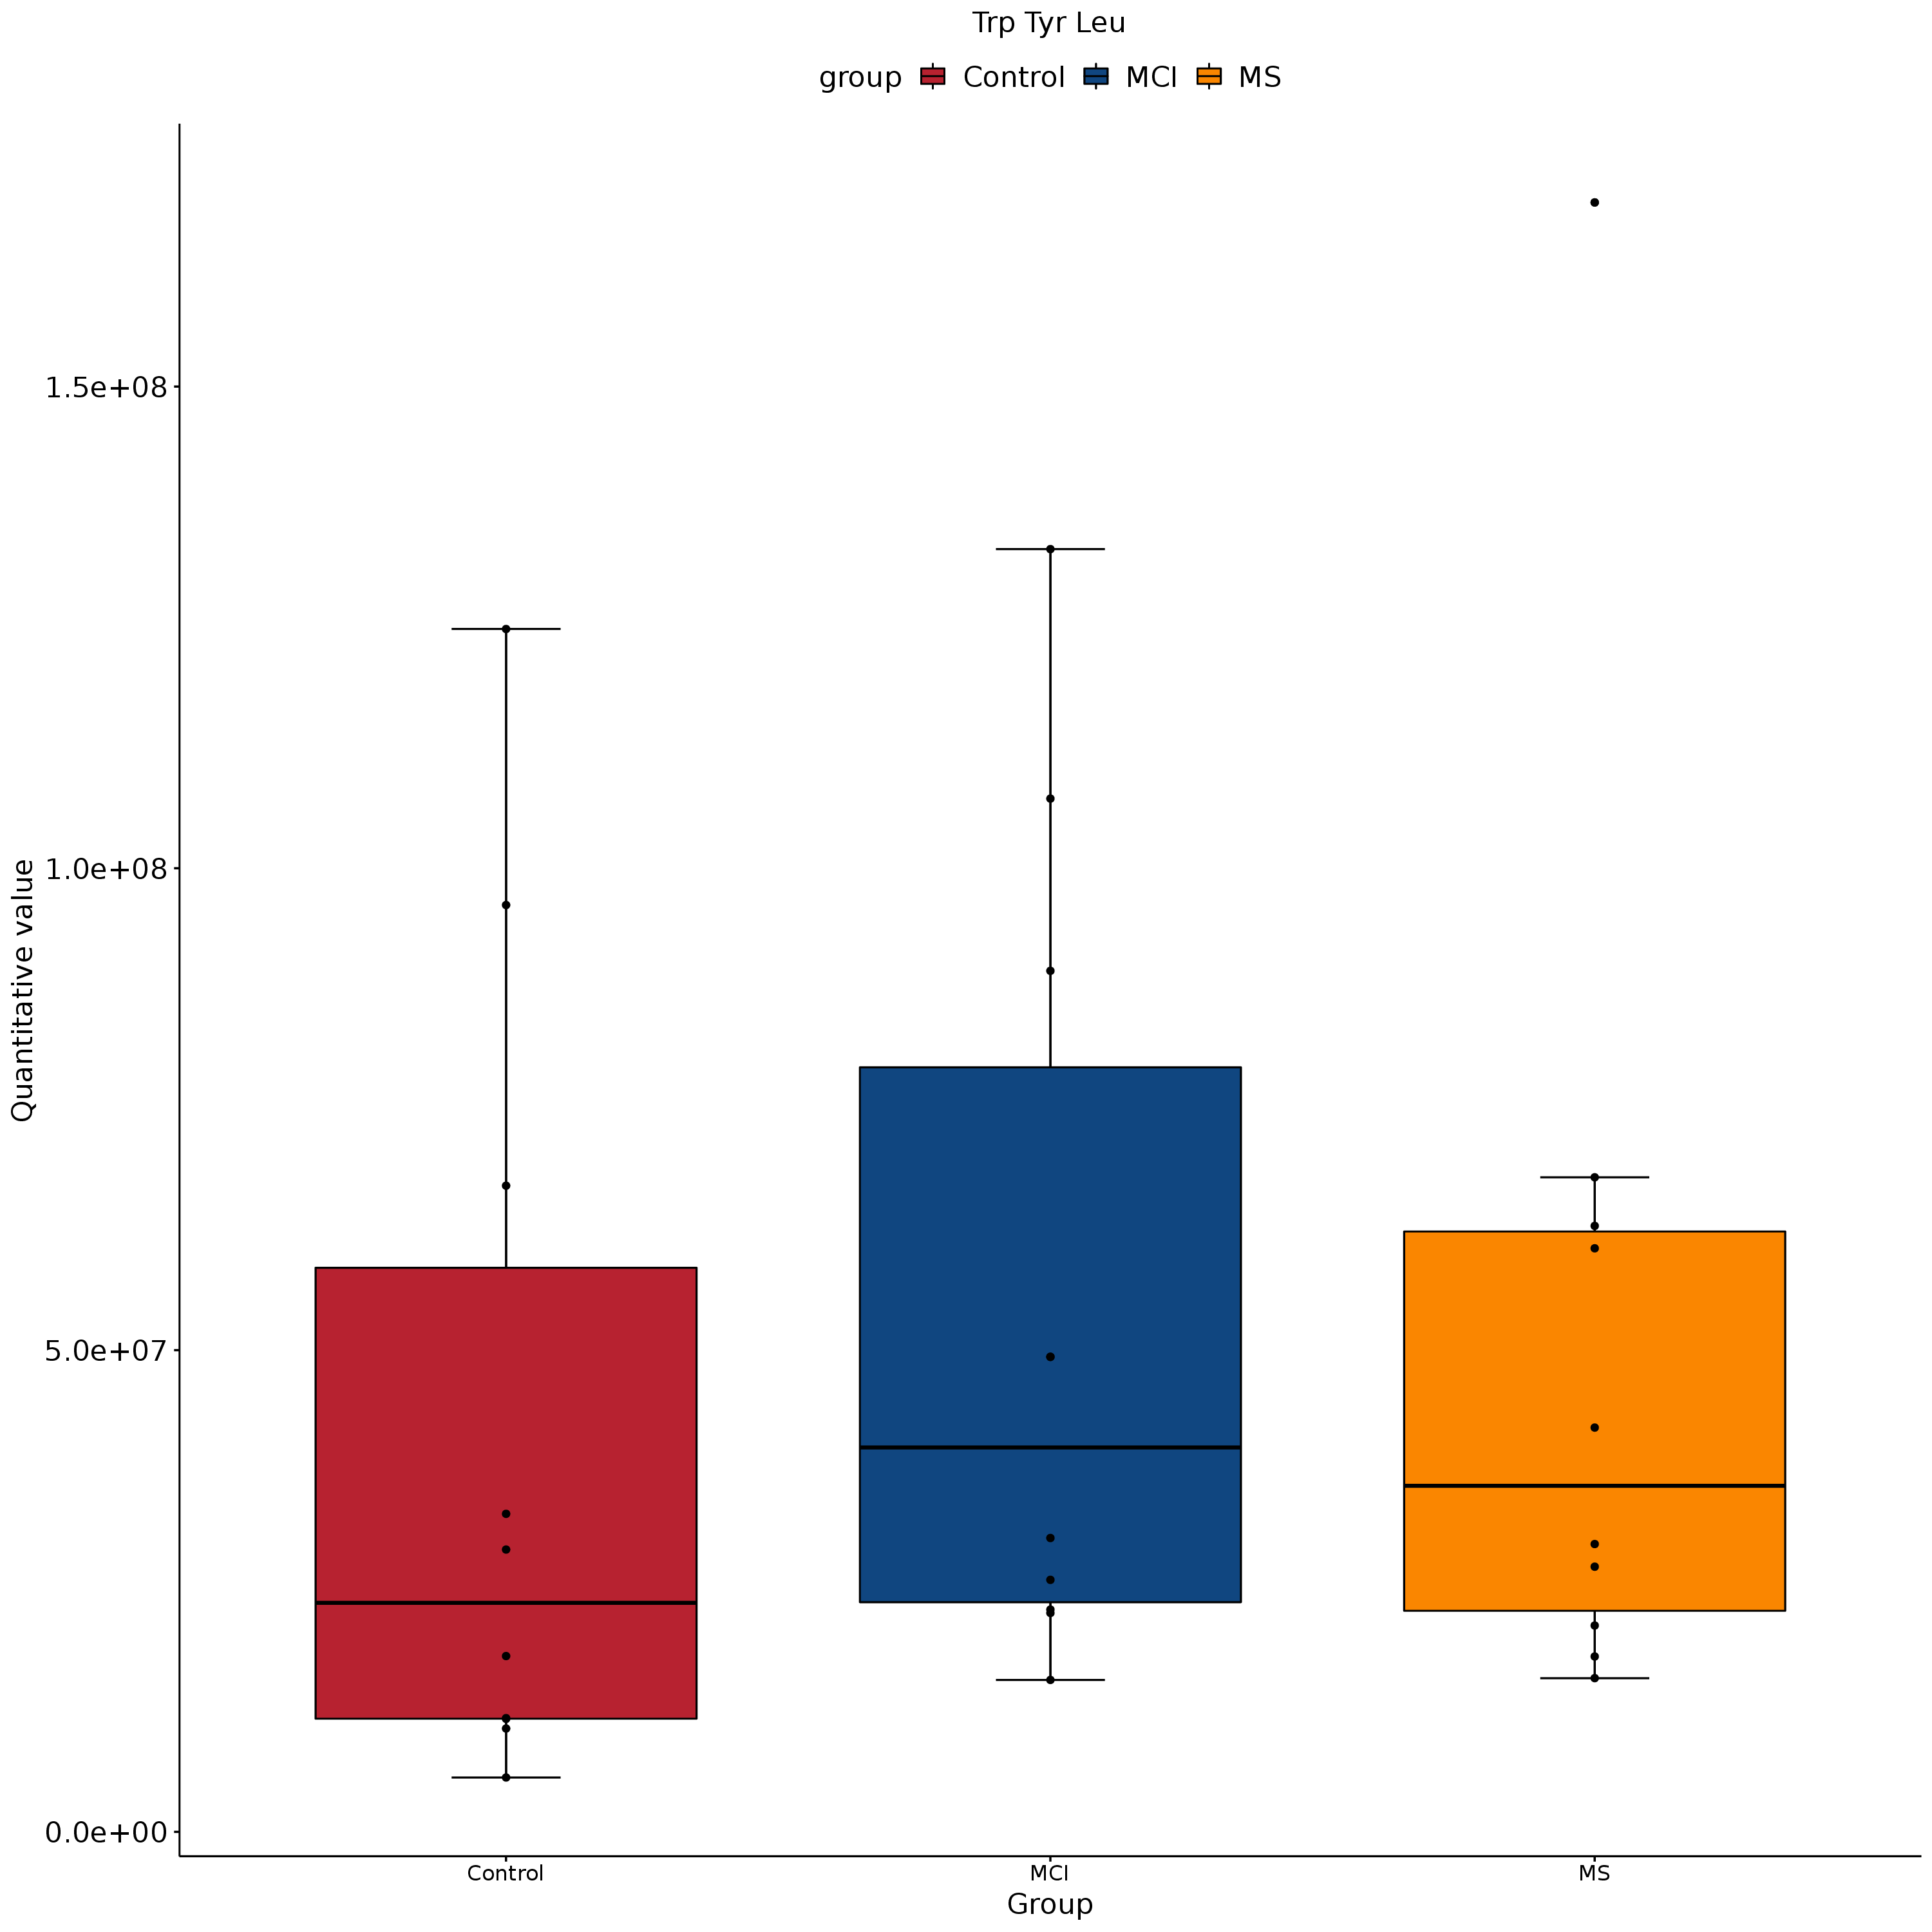 Trp Tyr Leu
group Control MCI MS
Quantitative value
1.5e+08
1.0e+08
5.0e+07
0.0e+00
Control MCI MS
Group